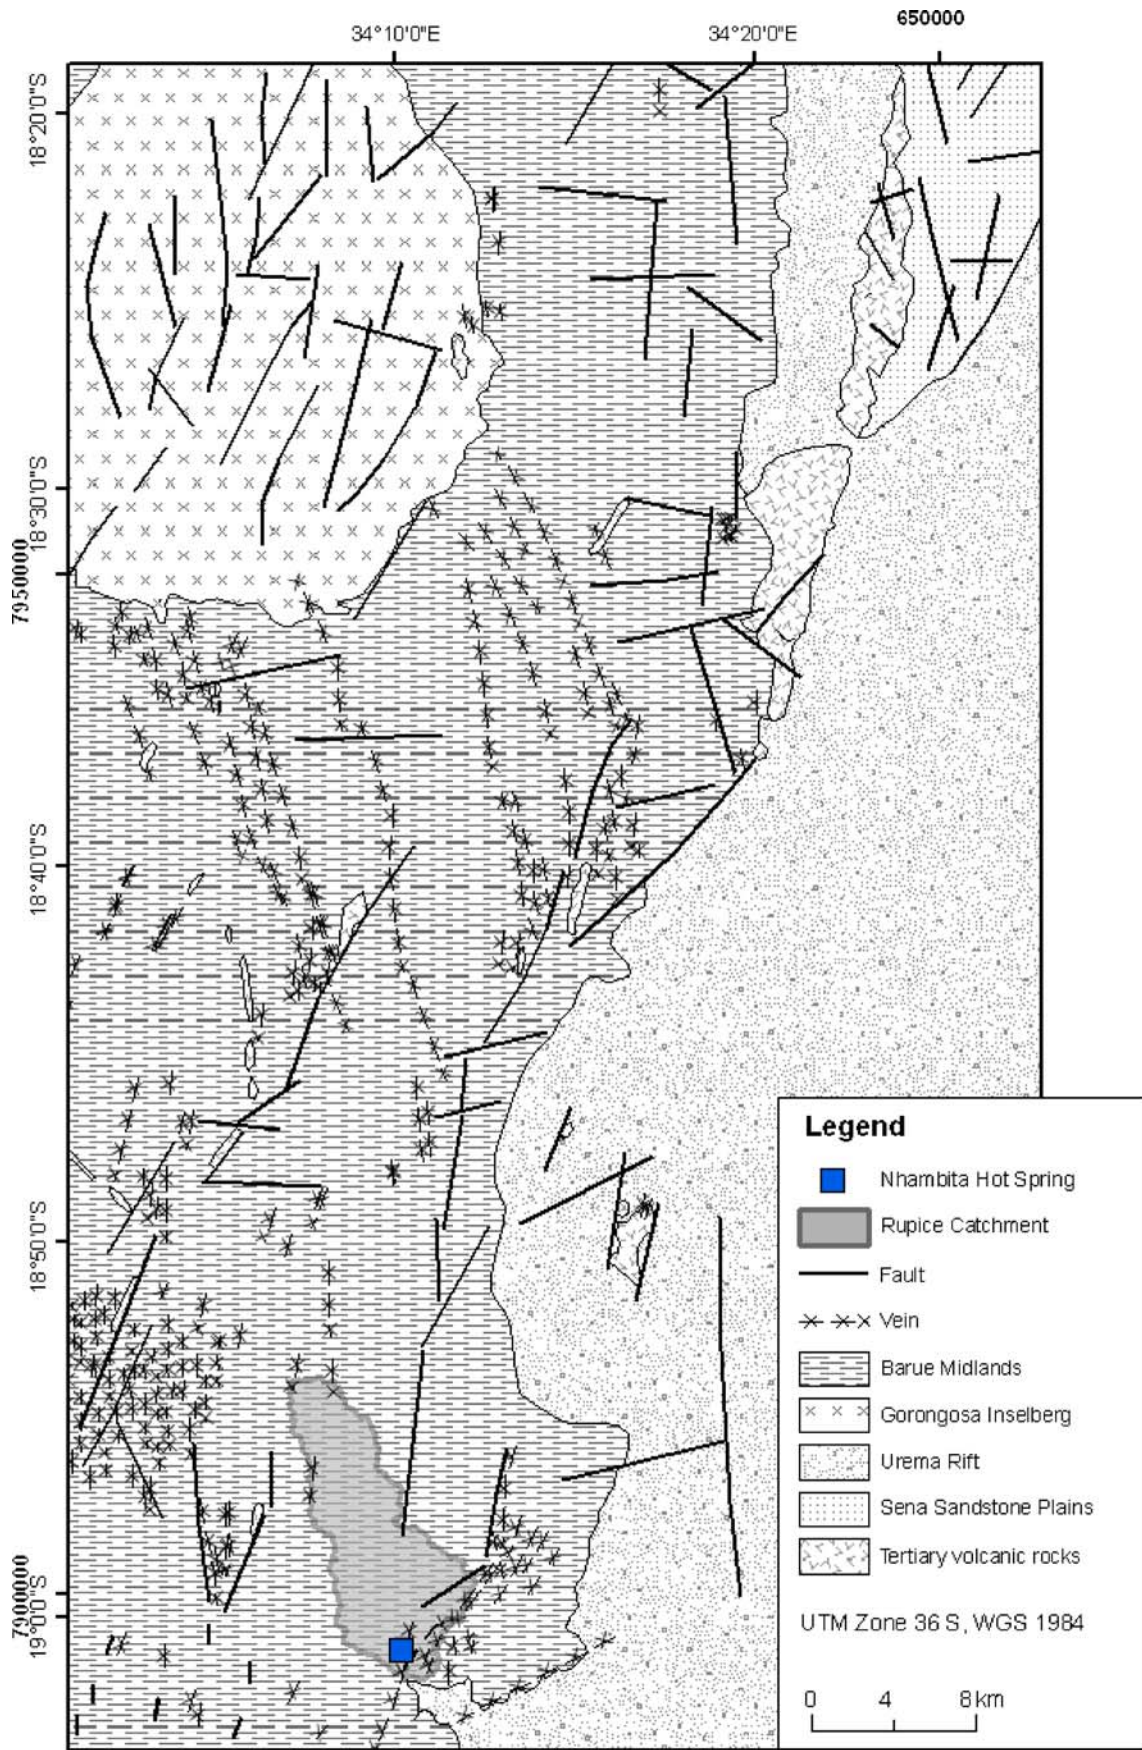 650000
34°10'0"E
34°20'0"E
18°20'0"S
18°30'0"S
7950000
18°40'0"S
18°50'0"S
7900000
19°0'0"S
Legend
Nhambita Hot Spring
Rupice Catchment
Fault
Vein
Barue Midlands
Gorongosa Inselberg
Urema Rift
Sena Sandstone Plains
Tertiary volcanic rocks
UTM Zone 36 S, WGS 1984
0 4 8 km